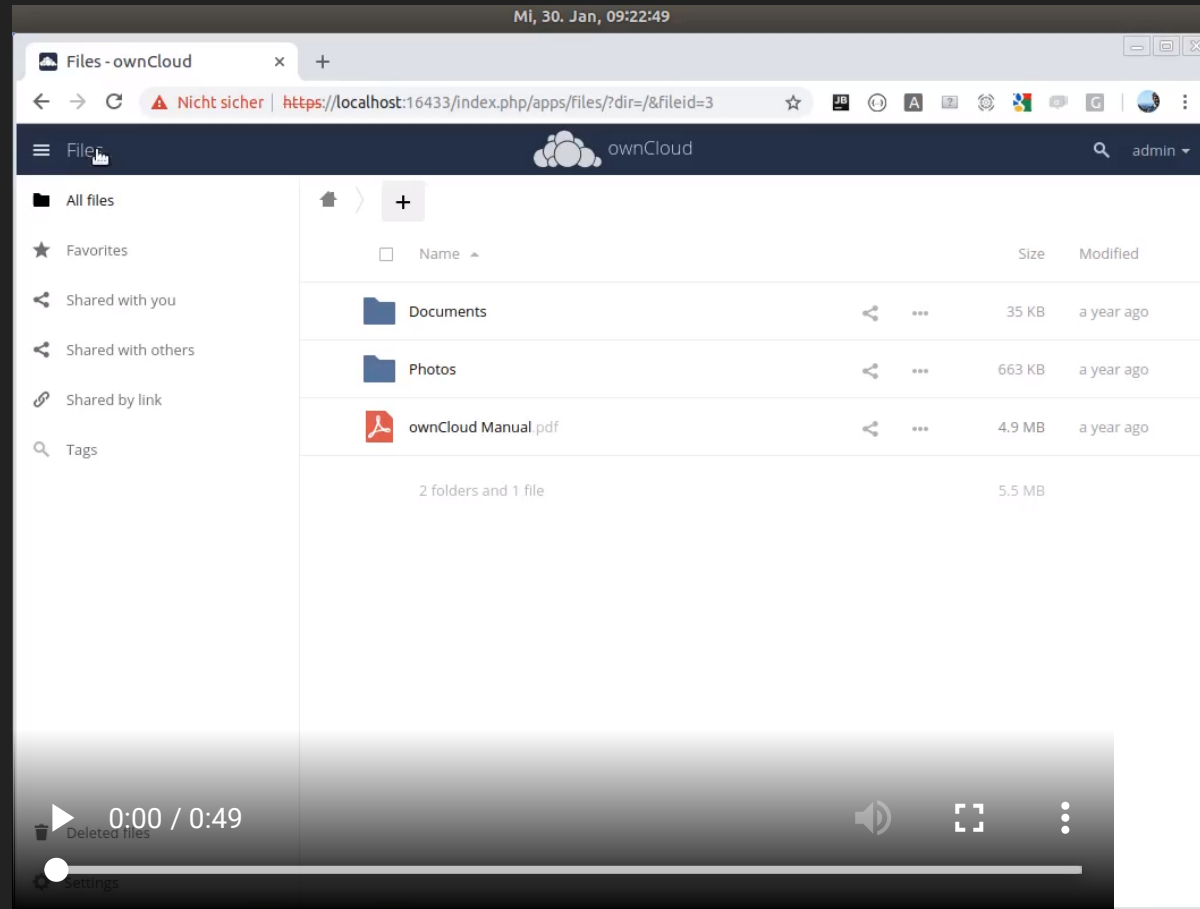 Mi, 30. Jan, 09:22:49
Files - ownCloud
Nicht sicher | https://localhost:16433/index.php/apps/files/?dir=/&fileid=3
JB
A
?
G
Files
ownCloud
admin
All files
Favorites
Shared with you
Shared with others
Shared by link
Tags
Name
Size
Modified
Documents
35 KB
a year ago
Photos
663 KB
a year ago
ownCloud Manual.pdf
4.9 MB
a year ago
2 folders and 1 file
5.5 MB
0:00 / 0:49
Deleted files
Settings